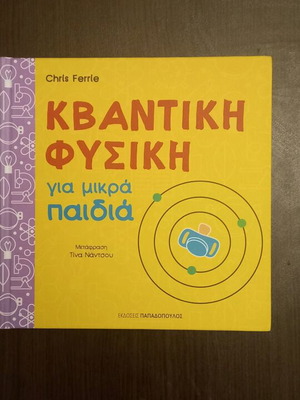 Chris Ferrie
ΚΒΑΝΤΙΚΗ
ΦΥΣΙΚΗ
για μικρά
παιδιά
Μετάφραση:
Τίνα Νάντσου
ΕΚΔΟΣΕΙΣ ΠΑΠΑΔΟΠΟΥΛΟΣ